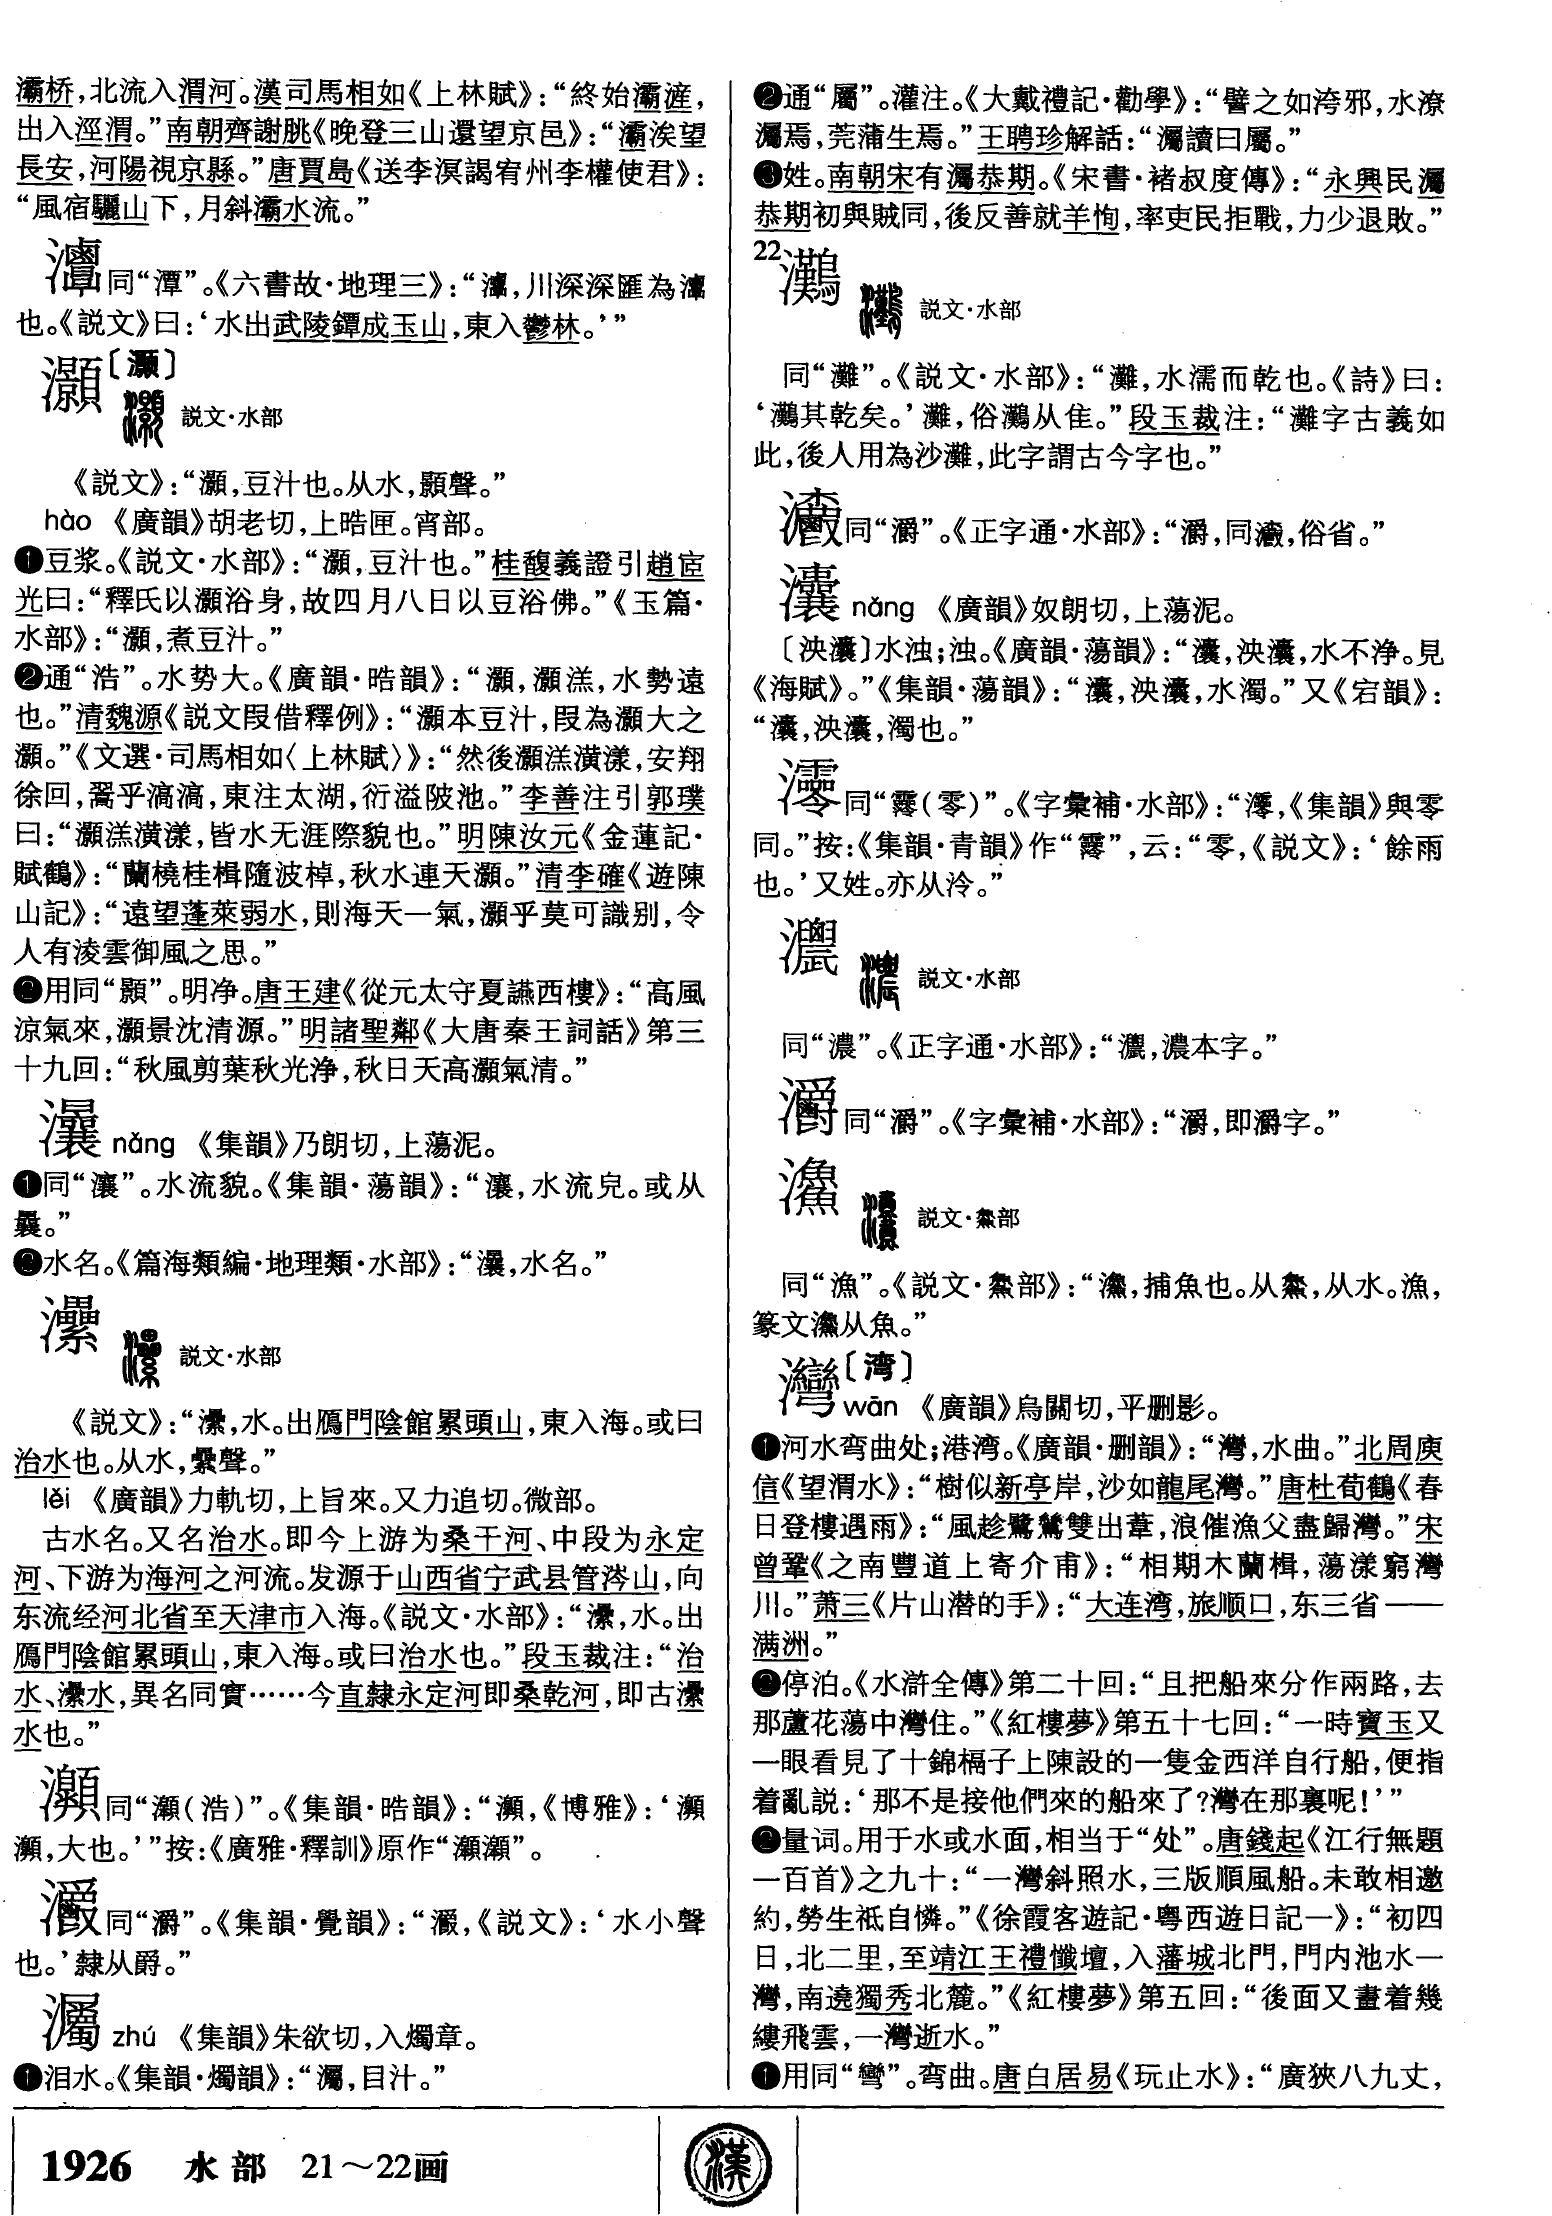 灞桥，北流入渭河。漢司馬相如《上林賦》：“終始灞滻，
出入涇渭。”南朝齊謝朓《晚登三山還望京邑》：“灞涘望
長安，河陽視京縣。”唐賈島《送李溟謁宥州李權使君》：
“風宿驪山下，月斜灞水流。”
同“潭”。《六書故·地理三》：“，川深深匯為
也。《説文》曰：‘水出武陵鐔成玉山，東入鬱林。’”
灝〔灏〕
説文·水部
《説文》：“灝，豆汁也。从水，顥聲。”
hào 《廣韻》胡老切，上晧匣。宵部。
❶豆浆。《説文·水部》：“灝，豆汁也。”桂馥義證引趙宧
光曰：“釋氏以灝浴身，故四月八日以豆浴佛。”《玉篇·
水部》：“灝，煮豆汁。”
❷通“浩”。水势大。《廣韻·晧韻》：“灝，灝溔，水勢遠
也。”清魏源《説文叚借釋例》：“灝本豆汁，叚為灝大之
灝。”《文選·司馬相如〈上林賦〉》：“然後灝溔潢漾，安翔
徐回，翯乎滈滈，東注太湖，衍溢陂池。”李善注引郭璞
曰：“灝溔潢漾，皆水无涯際貌也。”明陳汝元《金蓮記·
賦鶴》：“蘭橈桂楫隨波棹，秋水連天灝。”清李確《遊陳
山記》：“遠望蓬萊弱水，則海天一氣，灝乎莫可識别，令
人有淩雲御風之思。”
❸用同“顥”。明净。唐王建《從元太守夏讌西樓》：“高風
涼氣來，灝景沈清源。”明諸聖鄰《大唐秦王詞話》第三
十九回：“秋風剪葉秋光浄，秋日天高灝氣清。”
灢 nǎng 《集韻》乃朗切，上蕩泥。
❶同“瀼”。水流貌。《集韻·蕩韻》：“瀼，水流皃。或从
曩。”
❷水名。《篇海類編·地理類·水部》：“，水名。”
灅
説文·水部
《説文》：“，水。出鴈門陰館累頭山，東入海。或曰
治水也。从水，纍聲。”
lěi 《廣韻》力軌切，上旨來。又力追切。微部。
古水名。又名治水。即今上游为桑干河、中段为永定
河、下游为海河之河流。发源于山西省宁武县管涔山，向
东流经河北省至天津市入海。《説文·水部》：“，水。出
鴈門陰館累頭山，東入海。或曰治水也。”段玉裁注：“治
水、水，異名同實……今直隸永定河即桑乾河，即古
水也。”
同“灝（浩）”。《集韻·晧韻》：“，《博雅》：‘
，大也。’”按：《廣雅·釋訓》原作“灝灝”。
同“灂”。《集韻·覺韻》：“，《説文》：‘水小聲
也。’隸从爵。”
灟 zhú 《集韻》朱欲切，入燭章。
❶泪水。《集韻·燭韻》：“灟，目汁。”
❷通“屬”。灌注。《大戴禮記·勸學》：“譬之如洿邪，水潦
灟焉，莞蒲生焉。”王聘珍解話：“灟讀曰屬。”
❸姓。南朝宋有灟恭期。《宋書·褚叔度傳》：“永興民灟
恭期初與賊同，後反善就羊恂，率吏民拒戰，力少退敗。”
22
灘
説文·水部
同“灘”。《説文·水部》：“灘，水濡而乾也。《詩》曰：
‘其乾矣。’灘，俗从隹。”段玉裁注：“灘字古義如
此，後人用為沙灘，此字謂古今字也。”
同“灂”。《正字通·水部》：“灂，同，俗省。”
灢 nǎng 《廣韻》奴朗切，上蕩泥。
〔泱灢〕水浊；浊。《廣韻·蕩韻》：“灢，泱灢，水不浄。見
《海賦》。”《集韻·蕩韻》：“灢，泱灢，水濁。”又《宕韻》：
“灢，泱灢，濁也。”
同“霗（零）”。《字彙補·水部》：“，《集韻》與零
同。”按：《集韻·青韻》作“霗”，云：“零，《説文》：‘餘雨
也。’又姓。亦从泠。”
説文·水部
同“濃”。《正字通·水部》：“，濃本字。”
同“灂”。《字彙補·水部》：“，即灂字。”
説文·䲆部
同“漁”。《説文·䲆部》：“，捕魚也。从䲆，从水。漁，
篆文从魚。”
灣〔湾〕
wān 《廣韻》烏關切，平删影。
❶河水弯曲处；港湾。《廣韻·删韻》：“灣，水曲。”北周庾
信《望渭水》：“樹似新亭岸，沙如龍尾灣。”唐杜荀鶴《春
日登樓遇雨》：“風趁鷺鷥雙出葦，浪催漁父盡歸灣。”宋
曾鞏《之南豐道上寄介甫》：“相期木蘭楫，蕩漾窮灣
川。”萧三《片山潜的手》：“大连湾，旅顺口，东三省——
满洲。”
❷停泊。《水滸全傳》第二十回：“且把船來分作兩路，去
那蘆花蕩中灣住。”《紅樓夢》第五十七回：“一時寶玉又
一眼看見了十錦槅子上陳設的一隻金西洋自行船，便指
着亂説：‘那不是接他們來的船來了？灣在那裏呢！’”
❸量词。用于水或水面，相当于“处”。唐錢起《江行無題
一百首》之九十：“一灣斜照水，三版順風船。未敢相邀
約，勞生祗自憐。”《徐霞客遊記·粤西遊日記一》：“初四
日，北二里，至靖江王禮懺壇，入藩城北門，門内池水一
灣，南遶獨秀北麓。”《紅樓夢》第五回：“後面又畫着幾
縷飛雲，一灣逝水。”
❹用同“彎”。弯曲。唐白居易《玩止水》：“廣狹八九丈，
1926 水部 21～22画
漢